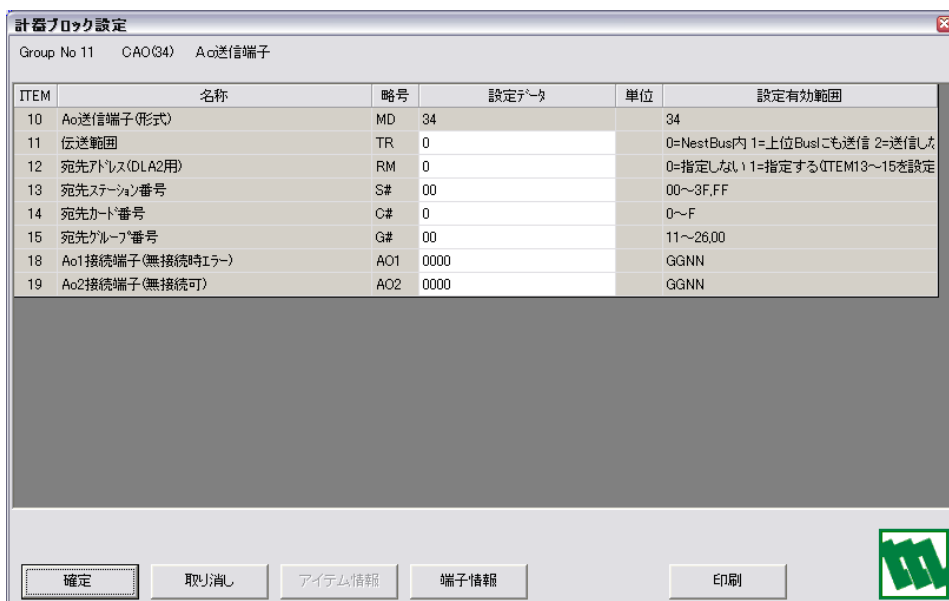 計器ブロック設定
Group No 11 CAO(34) Ao送信端子
ITEM 名称 略号 設定データ 単位 設定有効範囲
10 Ao送信端子(形式) MD 34 34
11 伝送範囲 TR 0 0=NestBus内 1=上位Busにも送信 2=送信しな
12 宛先アドレス(DLA2用) RM 0 0=指定しない 1=指定する(ITEM13~15を設定
13 宛先ステーション番号 S# 00 00~3F,FF
14 宛先カード番号 C# 0 0~F
15 宛先グループ番号 G# 00 11~26,00
18 Ao1接続端子(無接続時エラー) AO1 0000 GGNN
19 Ao2接続端子(無接続可) AO2 0000 GGNN
確定 取り消し アイテム情報 端子情報 印刷